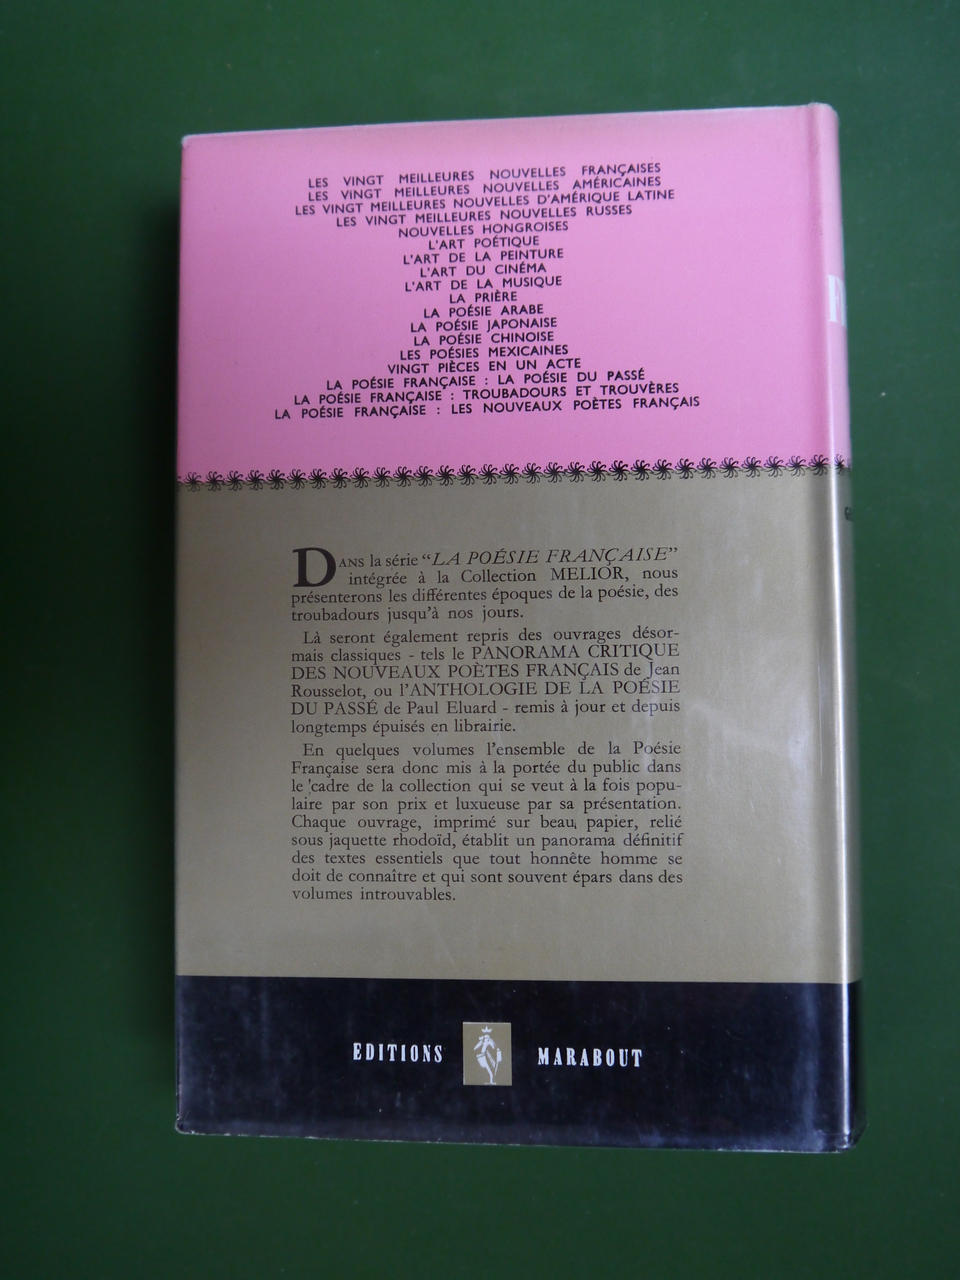 LES VINGT MEILLEURES NOUVELLES FRANÇAISES
LES VINGT MEILLEURES NOUVELLES AMÉRICAINES
LES VINGT MEILLEURES NOUVELLES D'AMÉRIQUE LATINE
LES VINGT MEILLEURES NOUVELLES RUSSES
NOUVELLES HONGROISES
L'ART POÉTIQUE
L'ART DE LA PEINTURE
L'ART DU CINÉMA
L'ART DE LA MUSIQUE
LA PRIÈRE
LA POÉSIE ARABE
LA POÉSIE JAPONAISE
LA POÉSIE CHINOISE
LES POÉSIES MEXICAINES
VINGT PIÈCES EN UN ACTE
LA POÉSIE FRANÇAISE : LA POÉSIE DU PASSÉ
LA POÉSIE FRANÇAISE : TROUBADOURS ET TROUVÈRES
LA POÉSIE FRANÇAISE : LES NOUVEAUX POÈTES FRANÇAIS
DANS la série “LA POÉSIE FRANÇAISE”
intégrée à la Collection MELIOR, nous
présenterons les différentes époques de la poésie, des
troubadours jusqu'à nos jours.
Là seront également repris des ouvrages désor-
mais classiques - tels le PANORAMA CRITIQUE
DES NOUVEAUX POÈTES FRANÇAIS de Jean
Rousselot, ou l'ANTHOLOGIE DE LA POÉSIE
DU PASSÉ de Paul Eluard - remis à jour et depuis
longtemps épuisés en librairie.
En quelques volumes l'ensemble de la Poésie
Française sera donc mis à la portée du public dans
le cadre de la collection qui se veut à la fois popu-
laire par son prix et luxueuse par sa présentation.
Chaque ouvrage, imprimé sur beau papier, relié
sous jaquette rhodoïd, établit un panorama définitif
des textes essentiels que tout honnête homme se
doit de connaître et qui sont souvent épars dans des
volumes introuvables.
EDITIONS MARABOUT